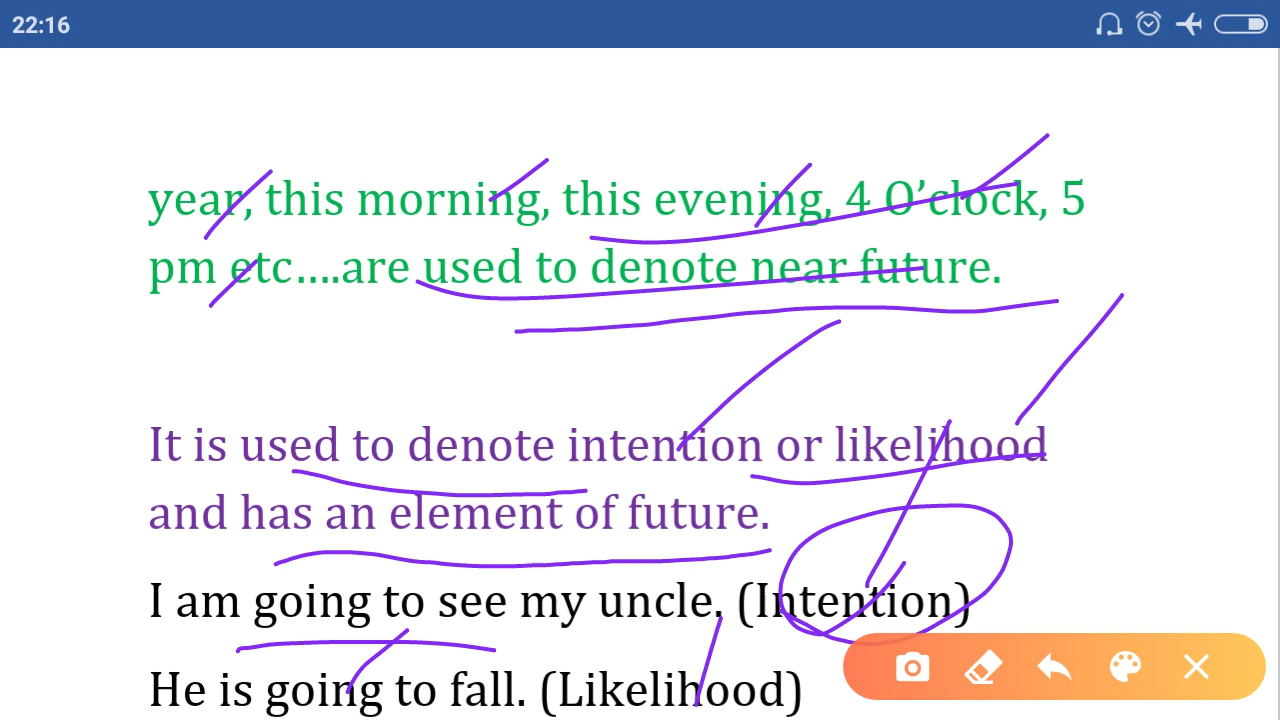 22:16
year, this morning, this evening, 4 O’clock, 5
pm etc....are used to denote near future.
It is used to denote intention or likelihood
and has an element of future.
I am going to see my uncle. (Intention)
He is going to fall. (Likelihood)